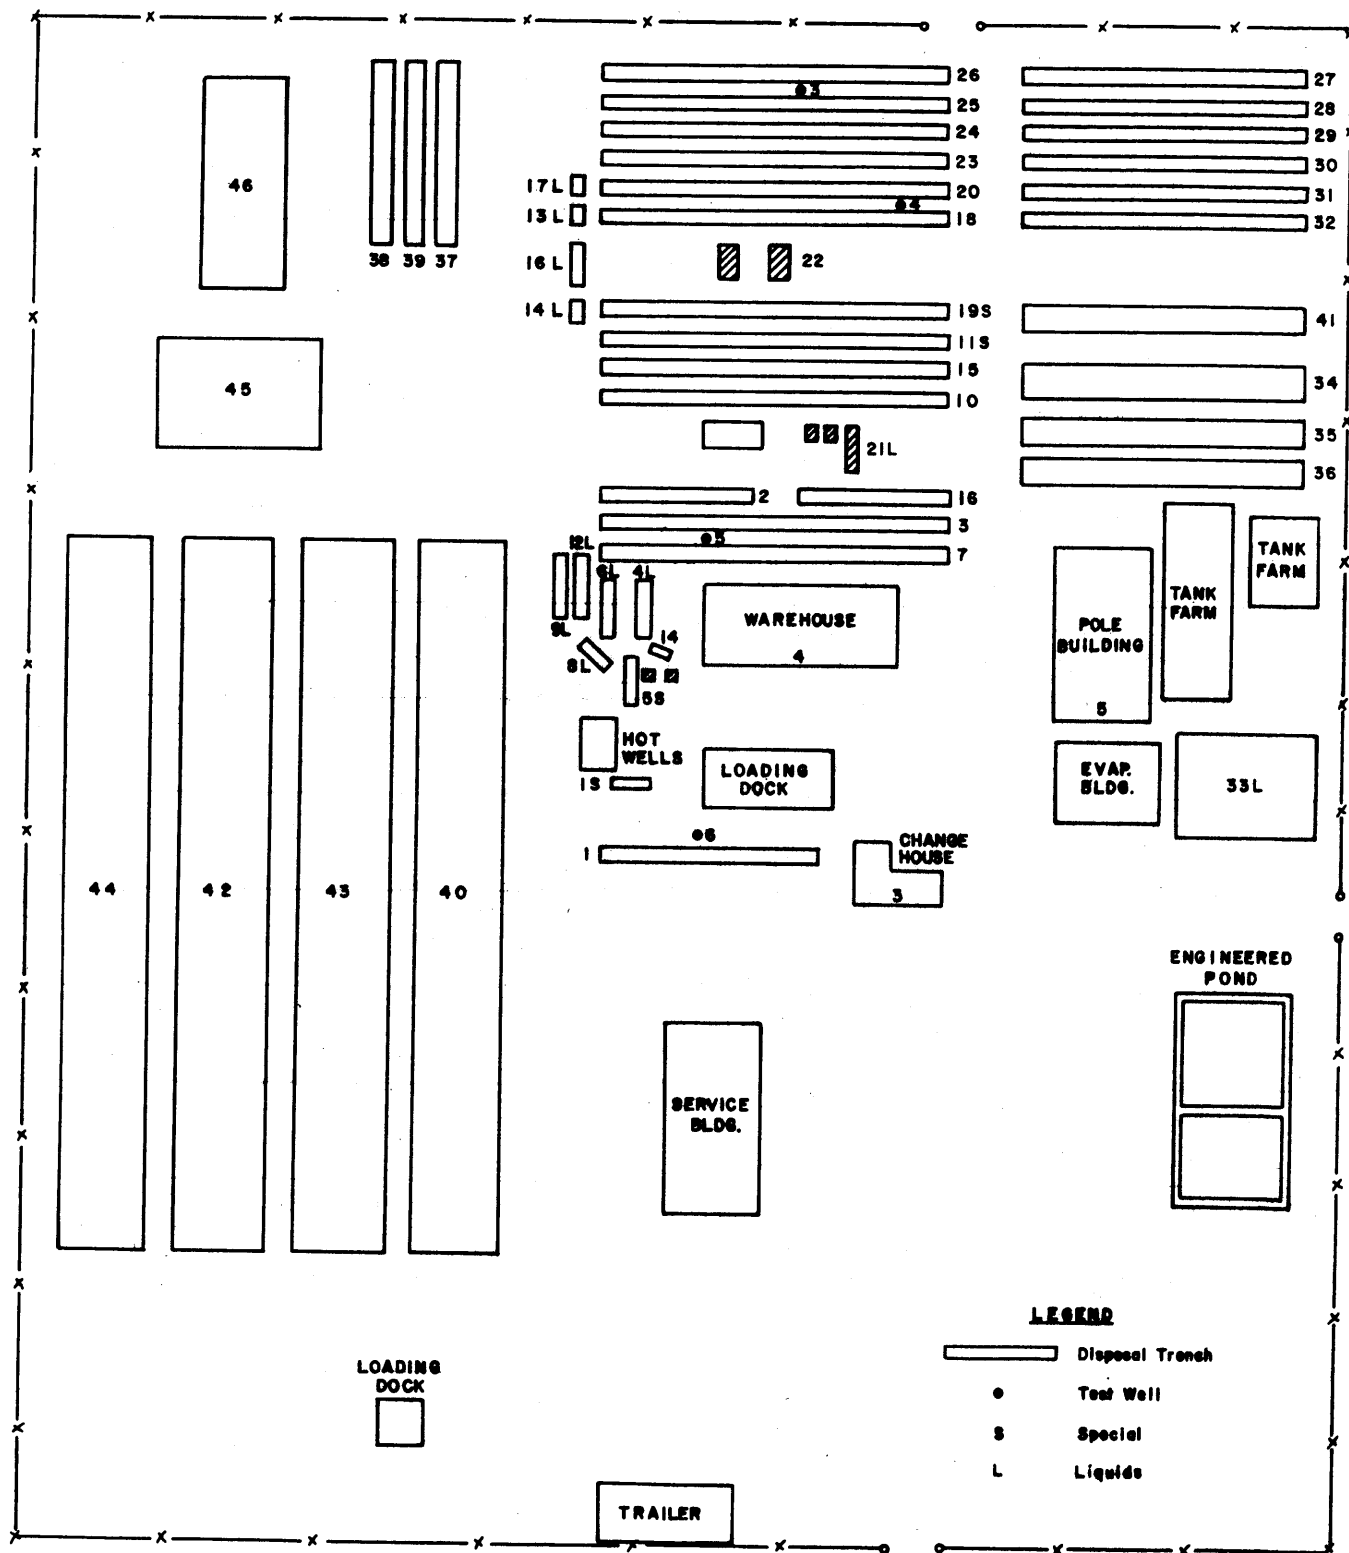 26
27
3
25
28
24
29
23
30
46
17L
20
31
4
13L
18
32
38
39
37
16L
22
14L
19S
41
11S
15
34
45
10
35
21L
36
2
16
3
5
12L
7
TANK
FARM
6L
4L
TANK
FARM
WAREHOUSE
4
9L
14
POLE
BUILDING
8L
5S
5
HOT
WELLS
1S
LOADING
DOCK
EVAP.
BLDG.
33L
6
1
CHANGE
HOUSE
3
44
42
43
40
ENGINEERED
POND
SERVICE
BLDG.
LEGEND
Disposal Trench
LOADING
DOCK
Test Well
S Special
L Liquids
TRAILER